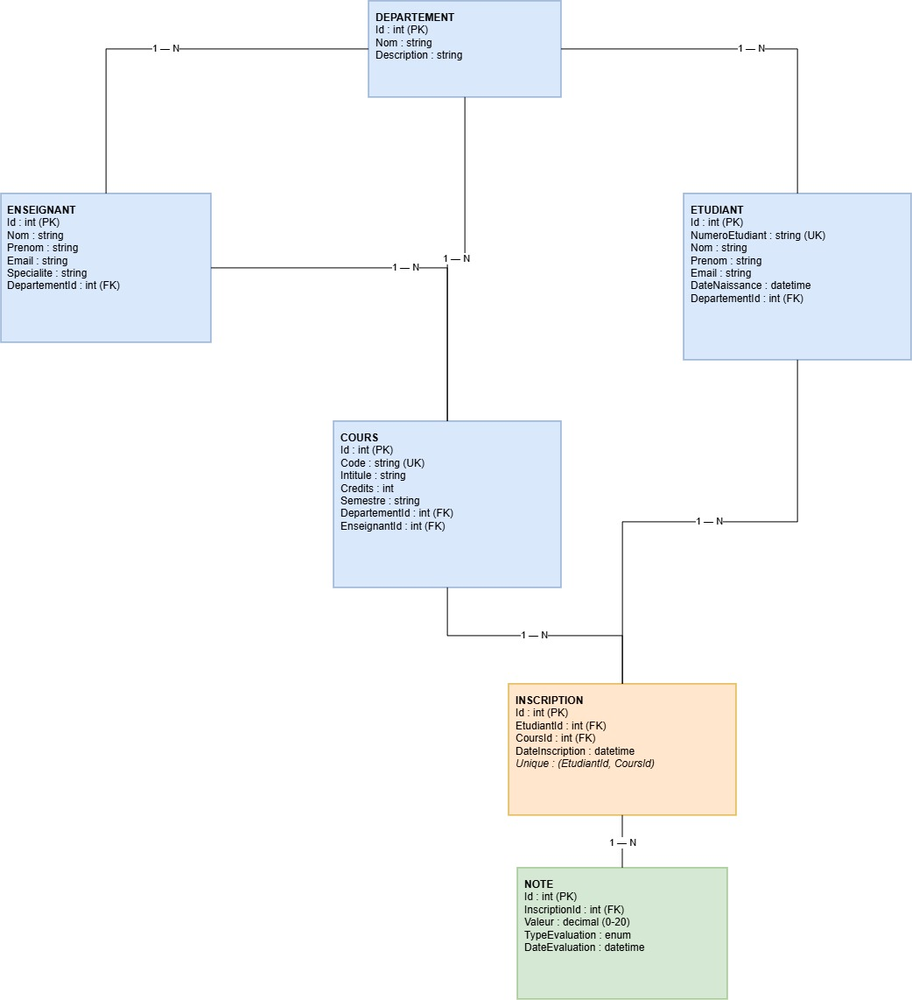 DEPARTEMENT
Id : int (PK)
Nom : string
Description : string
1 — N
1 — N
ENSEIGNANT
Id : int (PK)
Nom : string
Prenom : string
Email : string
Specialite : string
DepartementId : int (FK)
ETUDIANT
Id : int (PK)
NumeroEtudiant : string (UK)
Nom : string
Prenom : string
Email : string
DateNaissance : datetime
DepartementId : int (FK)
1 — N
1 — N
COURS
Id : int (PK)
Code : string (UK)
Intitule : string
Credits : int
Semestre : string
DepartementId : int (FK)
EnseignantId : int (FK)
1 — N
1 — N
INSCRIPTION
Id : int (PK)
EtudiantId : int (FK)
CoursId : int (FK)
DateInscription : datetime
Unique : (EtudiantId, CoursId)
1 — N
NOTE
Id : int (PK)
InscriptionId : int (FK)
Valeur : decimal (0-20)
TypeEvaluation : enum
DateEvaluation : datetime